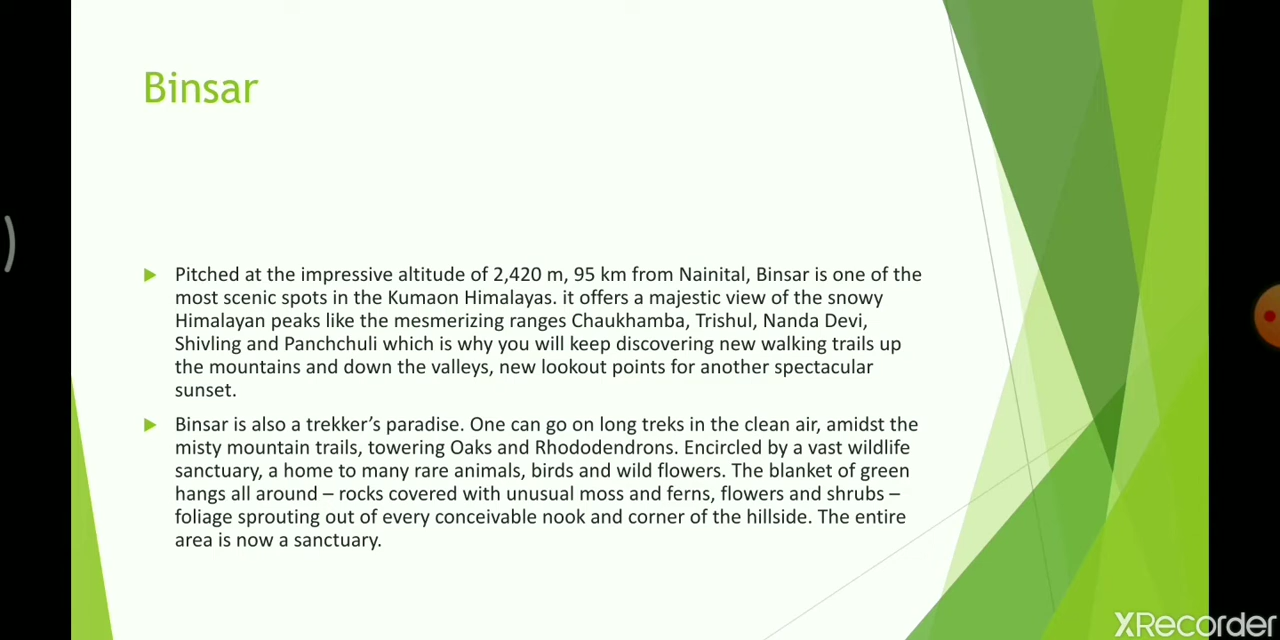 Binsar
Pitched at the impressive altitude of 2,420 m, 95 km from Nainital, Binsar is one of the
most scenic spots in the Kumaon Himalayas. it offers a majestic view of the snowy
Himalayan peaks like the mesmerizing ranges Chaukhamba, Trishul, Nanda Devi,
Shivling and Panchchuli which is why you will keep discovering new walking trails up
the mountains and down the valleys, new lookout points for another spectacular
sunset.
Binsar is also a trekker’s paradise. One can go on long treks in the clean air, amidst the
misty mountain trails, towering Oaks and Rhododendrons. Encircled by a vast wildlife
sanctuary, a home to many rare animals, birds and wild flowers. The blanket of green
hangs all around – rocks covered with unusual moss and ferns, flowers and shrubs –
foliage sprouting out of every conceivable nook and corner of the hillside. The entire
area is now a sanctuary.
XRecorder